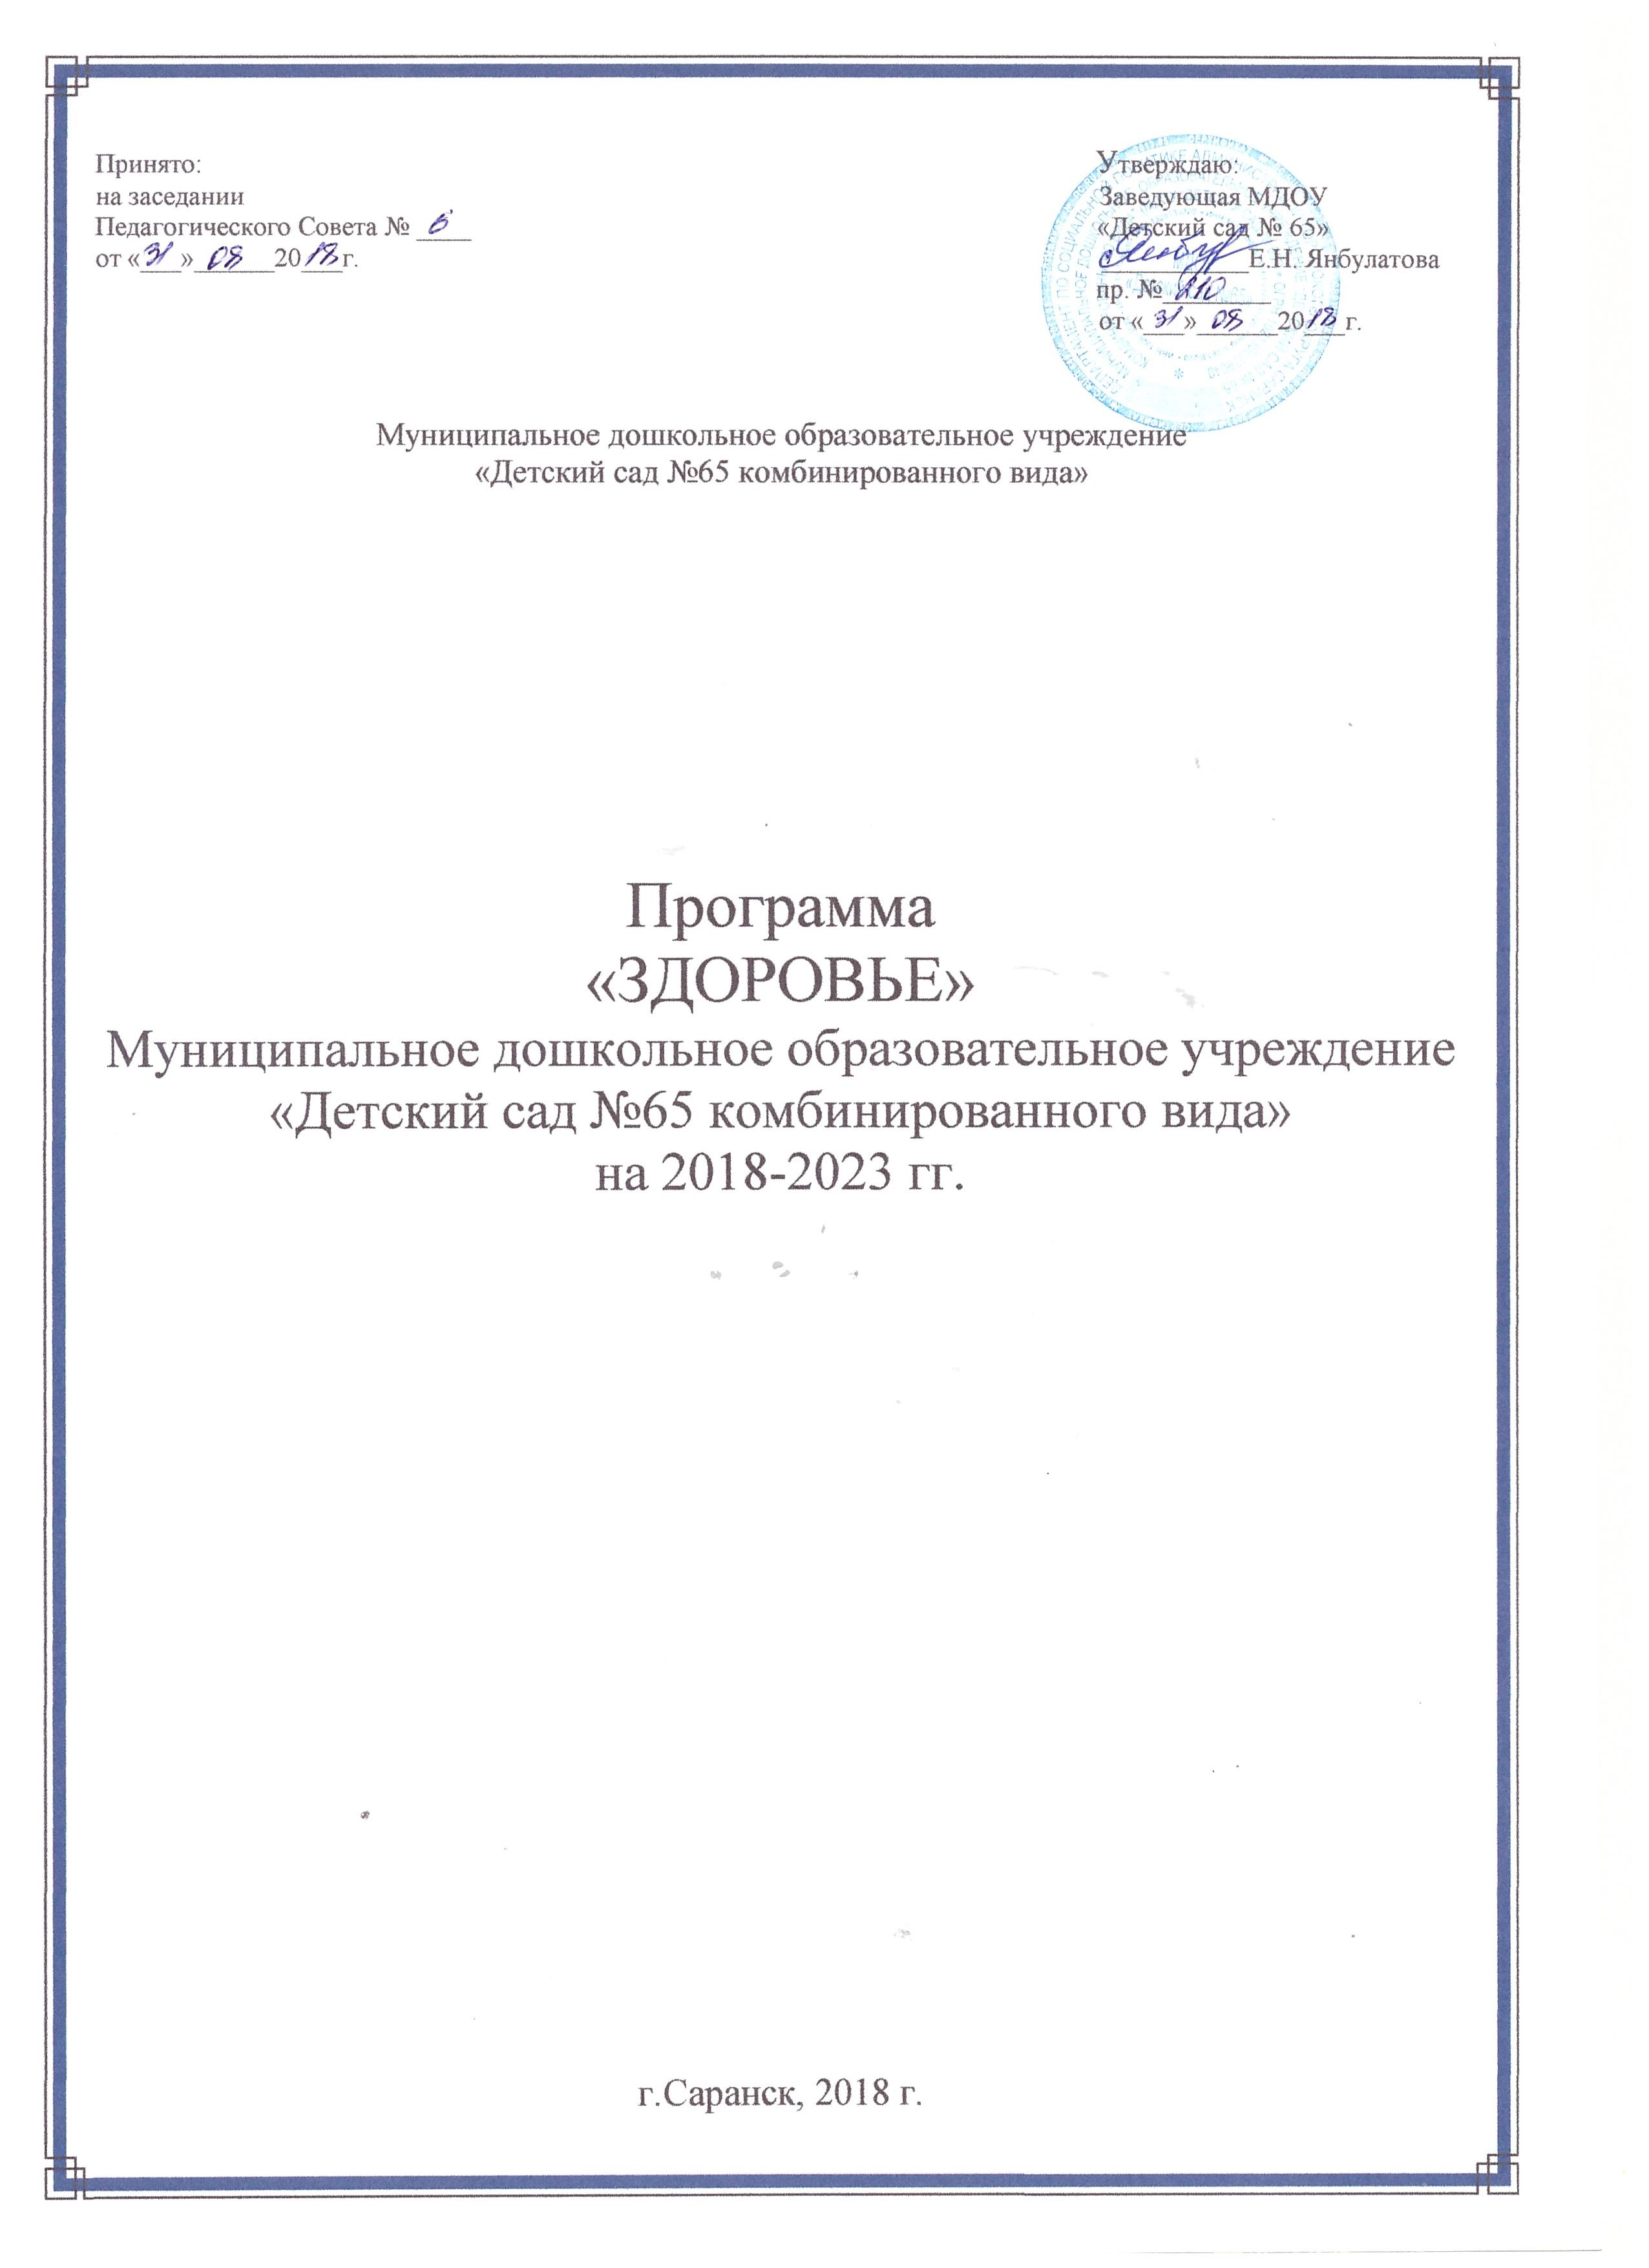 Принято:
на заседании
Педагогического Совета № 6
от «31» 08 2018г.
Утверждаю:
Заведующая МДОУ
«Детский сад № 65»
Е.Н. Янбулатова
пр. № 210
от «31» 08 2018 г.
Муниципальное дошкольное образовательное учреждение
«Детский сад №65 комбинированного вида»
Программа
«ЗДОРОВЬЕ»
Муниципальное дошкольное образовательное учреждение
«Детский сад №65 комбинированного вида»
на 2018-2023 гг.
г.Саранск, 2018 г.